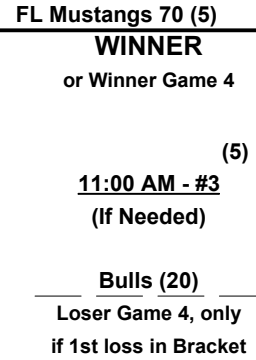 FL Mustangs 70 (5)
WINNER
or Winner Game 4
(5)
11:00 AM - #3
(If Needed)
Bulls (20)
Loser Game 4, only
if 1st loss in Bracket